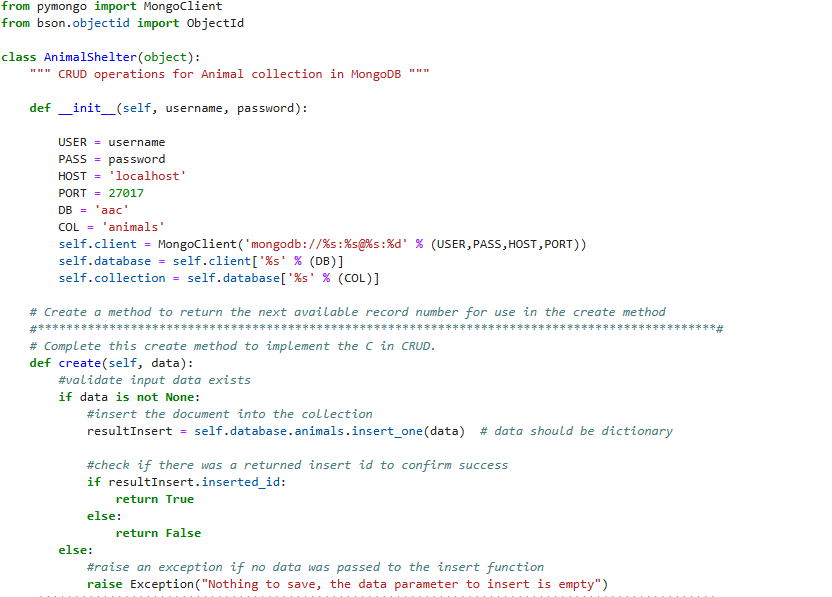 from pymongo import MongoClient
from bson.objectid import ObjectId
class AnimalShelter(object):
""" CRUD operations for Animal collection in MongoDB """
def __init__(self, username, password):
USER = username
PASS = password
HOST = 'localhost'
PORT = 27017
DB = 'aac'
COL = 'animals'
self.client = MongoClient('mongodb://%s:%s@%s:%d' % (USER,PASS,HOST,PORT))
self.database = self.client['%s' % (DB)]
self.collection = self.database['%s' % (COL)]
# Create a method to return the next available record number for use in the create method
#***********************************************************************************************#
# Complete this create method to implement the C in CRUD.
def create(self, data):
#validate input data exists
if data is not None:
#insert the document into the collection
resultInsert = self.database.animals.insert_one(data)  # data should be dictionary
#check if there was a returned insert id to confirm success
if resultInsert.inserted_id:
return True
else:
return False
else:
#raise an exception if no data was passed to the insert function
raise Exception("Nothing to save, the data parameter to insert is empty")